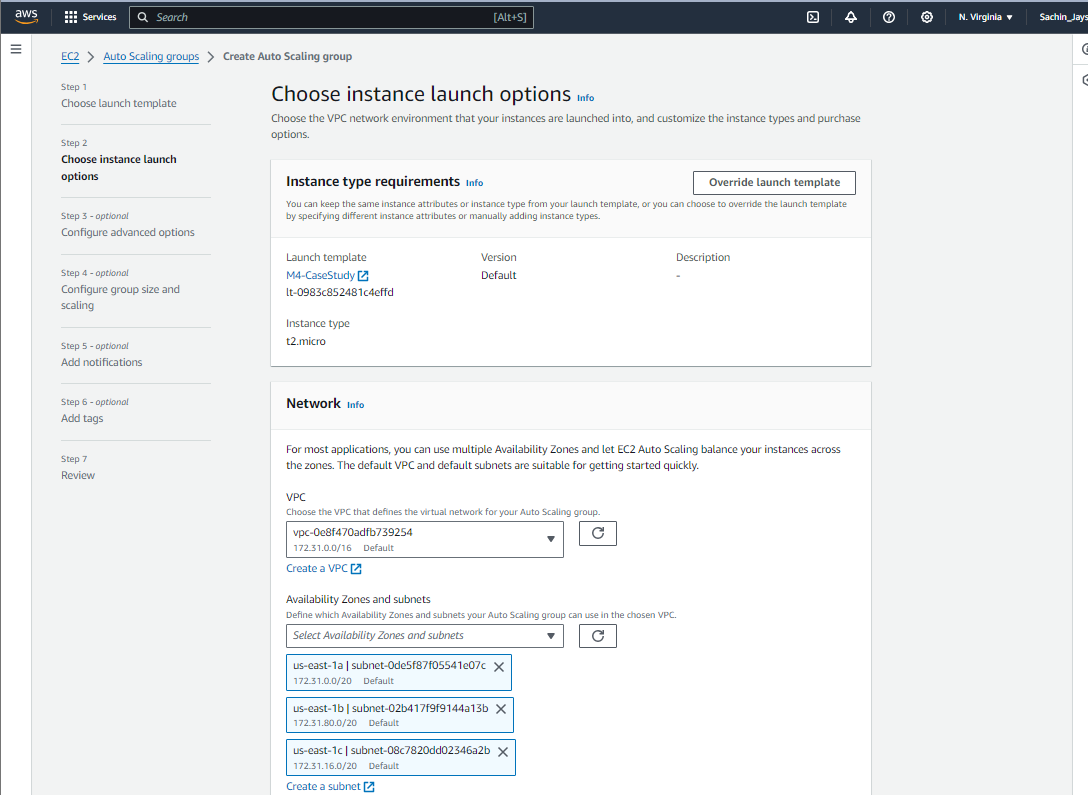 aws
Services
Search
[Alt+S]
N. Virginia
Sachin_Jays
EC2 > Auto Scaling groups > Create Auto Scaling group
Step 1
Choose launch template
Step 2
Choose instance launch
options
Step 3 - optional
Configure advanced options
Step 4 - optional
Configure group size and
scaling
Step 5 - optional
Add notifications
Step 6 - optional
Add tags
Step 7
Review
Choose instance launch options Info
Choose the VPC network environment that your instances are launched into, and customize the instance types and purchase
options.
Instance type requirements Info
Override launch template
You can keep the same instance attributes or instance type from your launch template, or you can choose to override the launch template
by specifying different instance attributes or manually adding instance types.
Launch template
M4-CaseStudy
lt-0983c852481c4effd
Version
Default
Description
-
Instance type
t2.micro
Network Info
For most applications, you can use multiple Availability Zones and let EC2 Auto Scaling balance your instances across
the zones. The default VPC and default subnets are suitable for getting started quickly.
VPC
Choose the VPC that defines the virtual network for your Auto Scaling group.
vpc-0e8f470adfb739254
172.31.0.0/16 Default
Create a VPC
Availability Zones and subnets
Define which Availability Zones and subnets your Auto Scaling group can use in the chosen VPC.
Select Availability Zones and subnets
us-east-1a | subnet-0de5f87f05541e07c
172.31.0.0/20 Default
us-east-1b | subnet-02b417f9f9144a13b
172.31.80.0/20 Default
us-east-1c | subnet-08c7820dd02346a2b
172.31.16.0/20 Default
Create a subnet